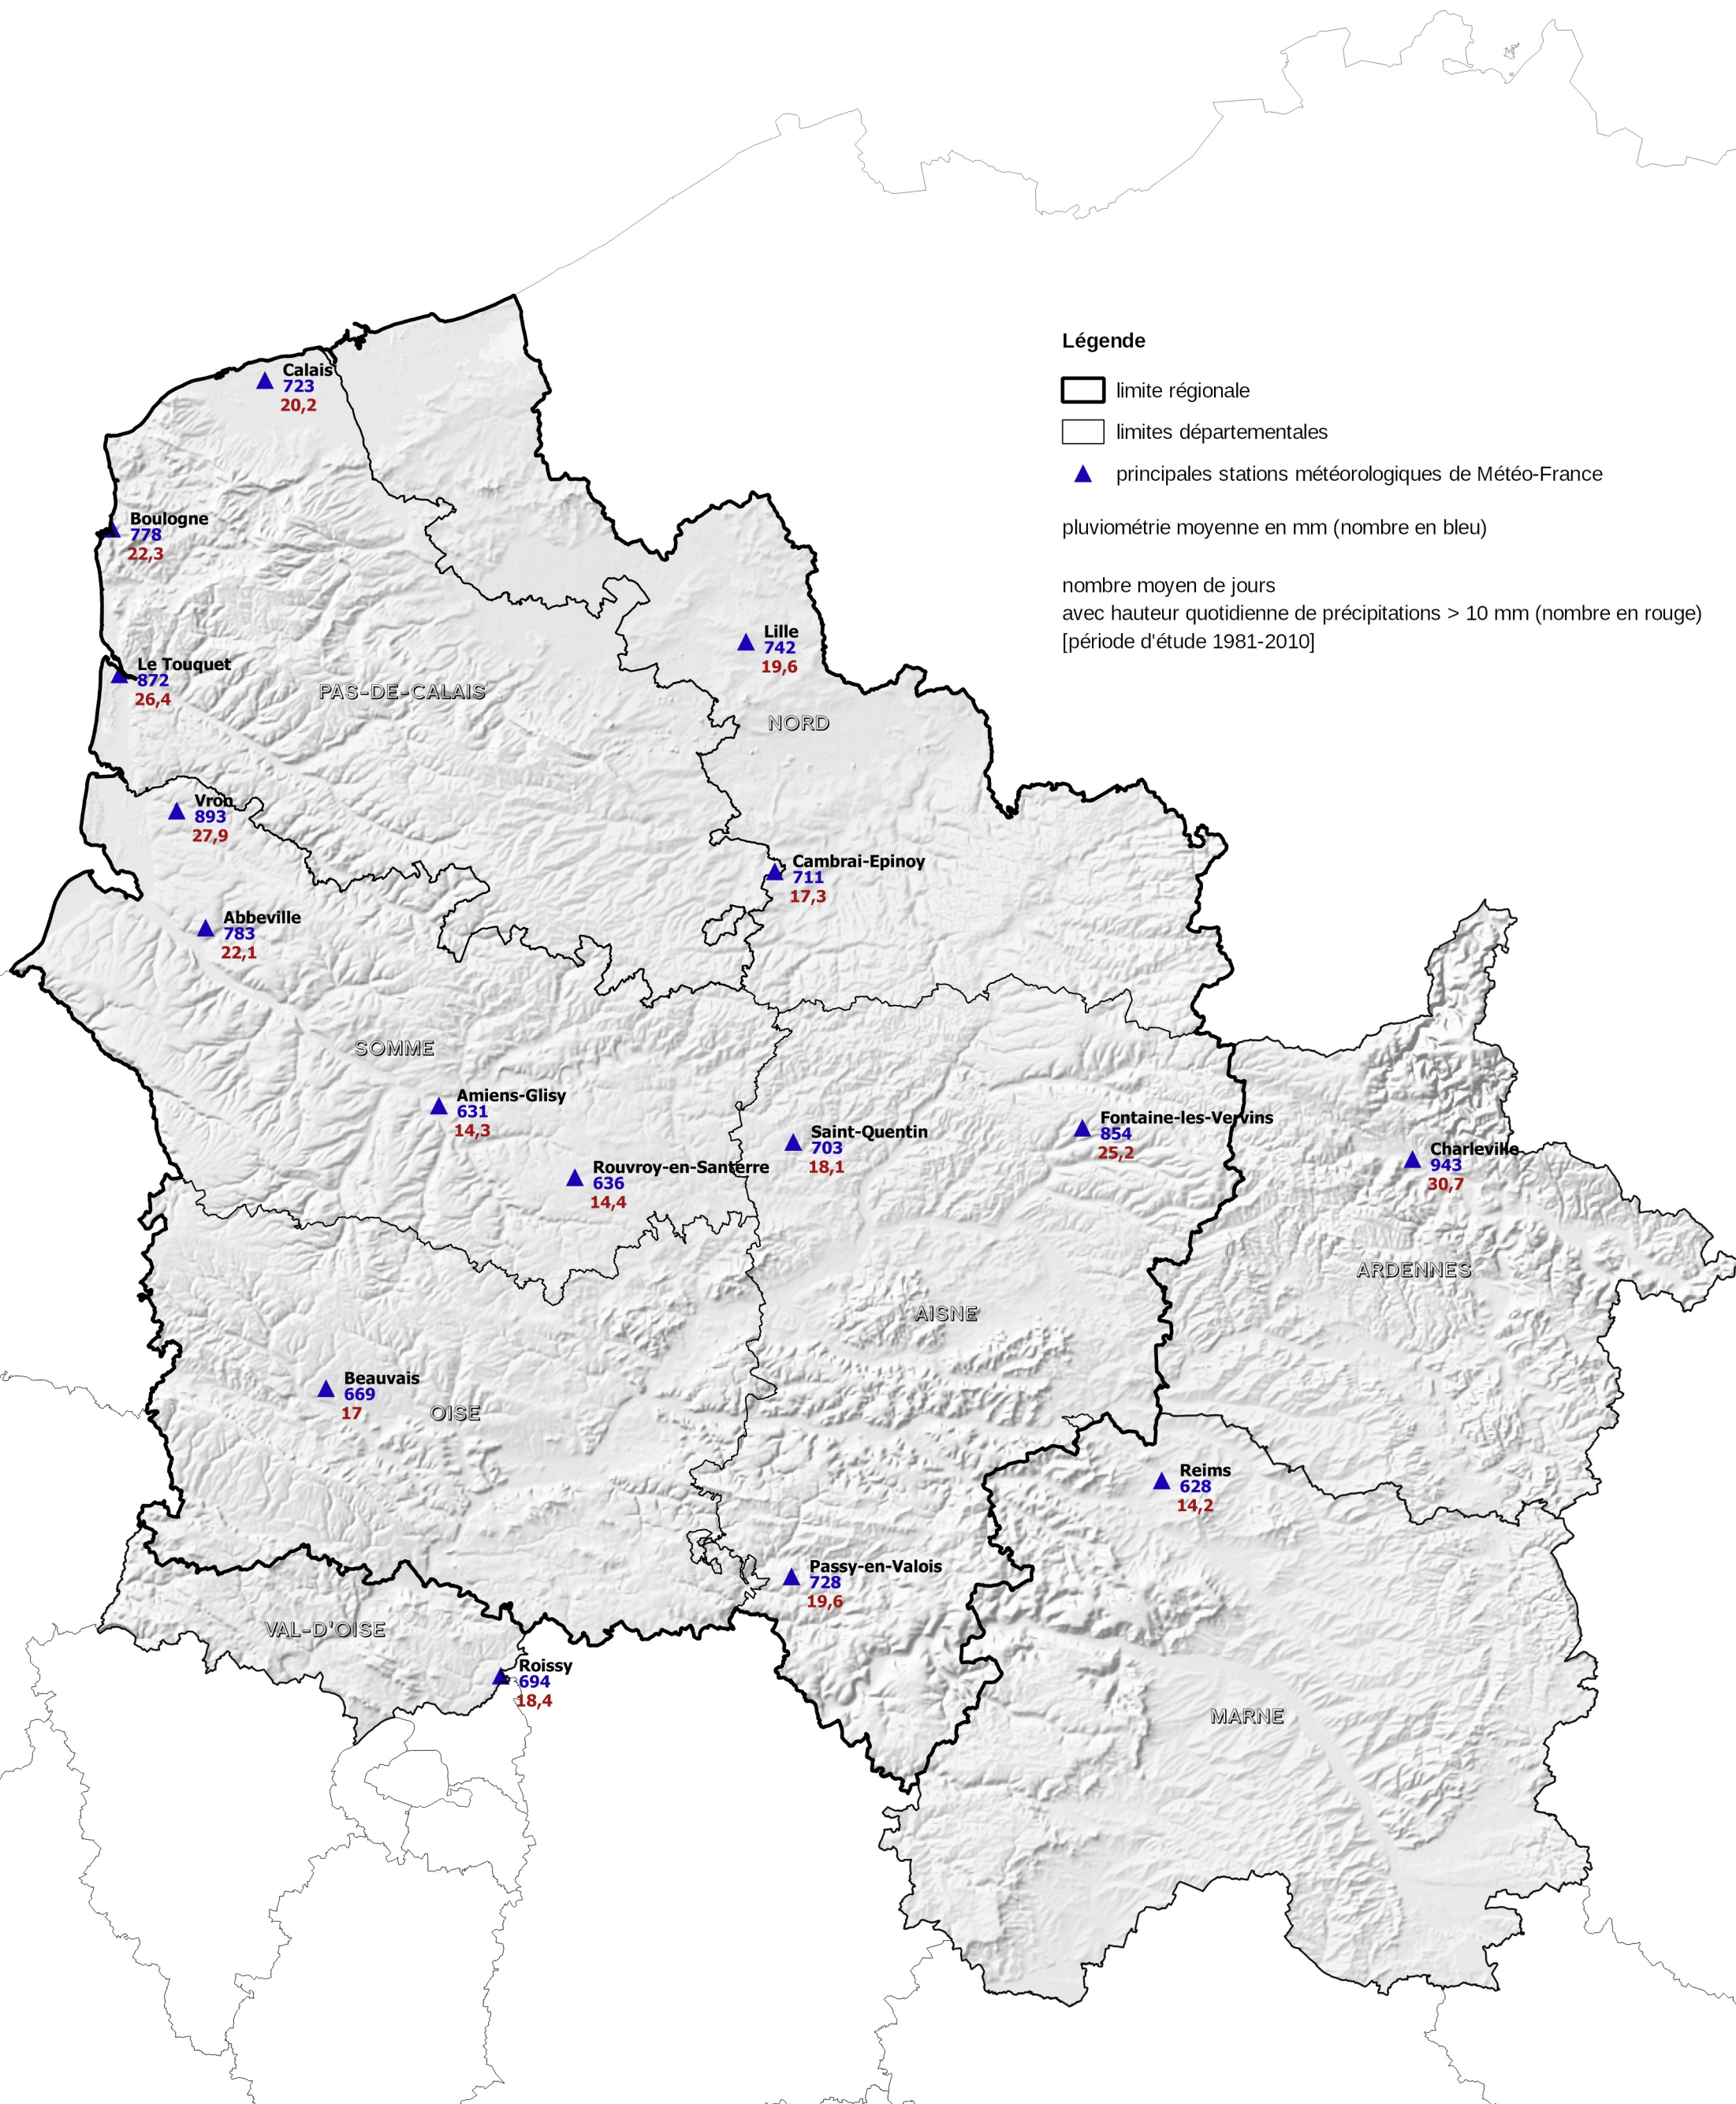 Légende
limite régionale
limites départementales
principales stations météorologiques de Météo-France
pluviométrie moyenne en mm (nombre en bleu)
nombre moyen de jours
avec hauteur quotidienne de précipitations > 10 mm (nombre en rouge)
[période d'étude 1981-2010]
Calais
723
20,2
Boulogne
778
22,3
Lille
742
19,6
Le Touquet
872
26,4
PAS-DE-CALAIS
NORD
Vron
893
27,9
Cambrai-Epinoy
711
17,3
Abbeville
783
22,1
SOMME
Amiens-Glisy
631
14,3
Rouvroy-en-Santerre
636
14,4
Saint-Quentin
703
18,1
Fontaine-les-Vervins
854
25,2
Charleville
943
30,7
ARDENNES
AISNE
Beauvais
669
17
OISE
Reims
628
14,2
Passy-en-Valois
728
19,6
VAL-D'OISE
Roissy
694
18,4
MARNE